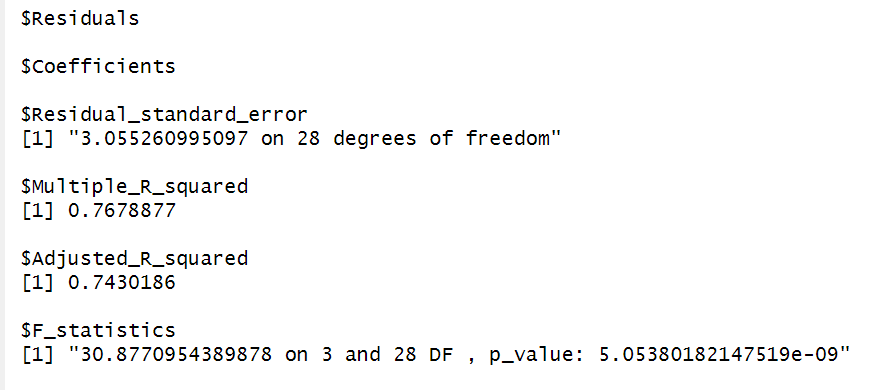 $Residuals
$Coefficients
$Residual_standard_error
[1] "3.055260995097 on 28 degrees of freedom"
$Multiple_R_squared
[1] 0.7678877
$Adjusted_R_squared
[1] 0.7430186
$F_statistics
[1] "30.8770954389878 on 3 and 28 DF , p_value: 5.05380182147519e-09"